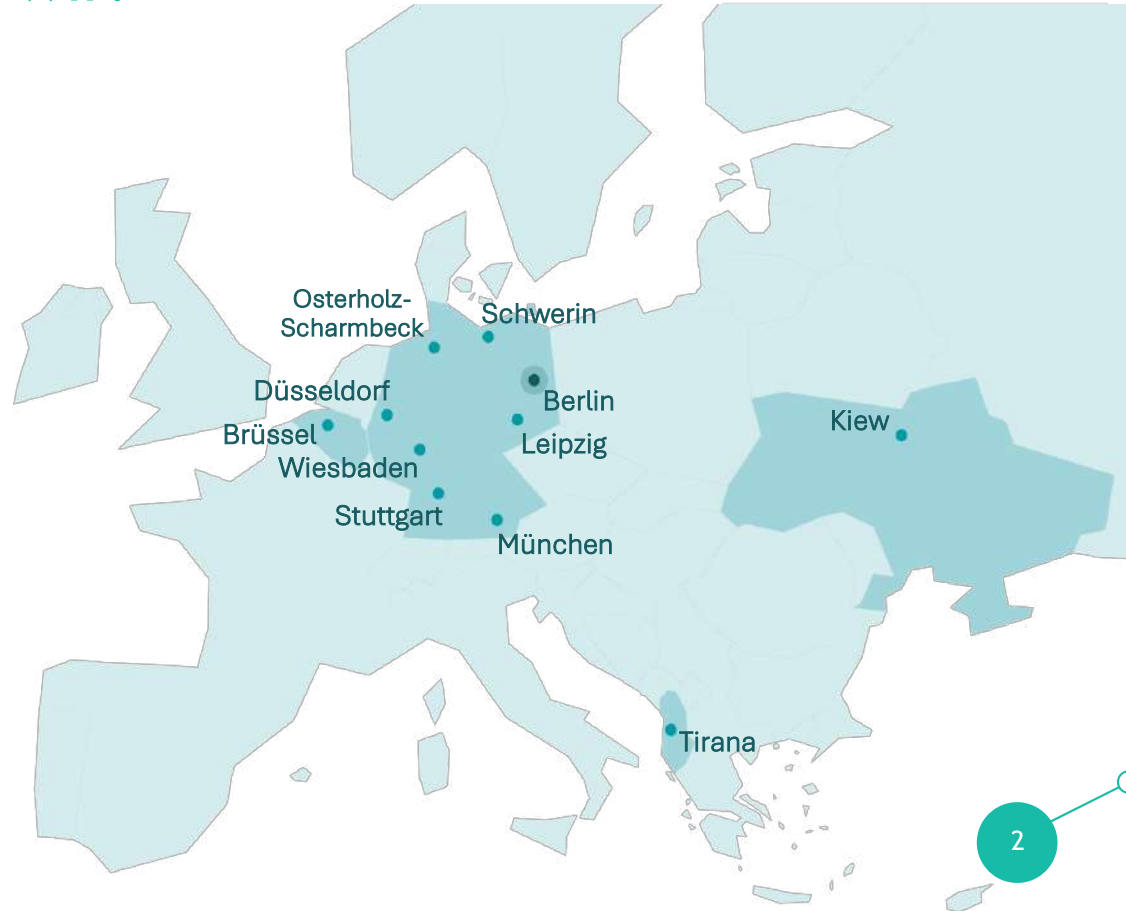 Osterholz-
Scharmbeck
Schwerin
Düsseldorf
Berlin
Brüssel
Leipzig
Kiew
Wiesbaden
Stuttgart
München
Tirana
2